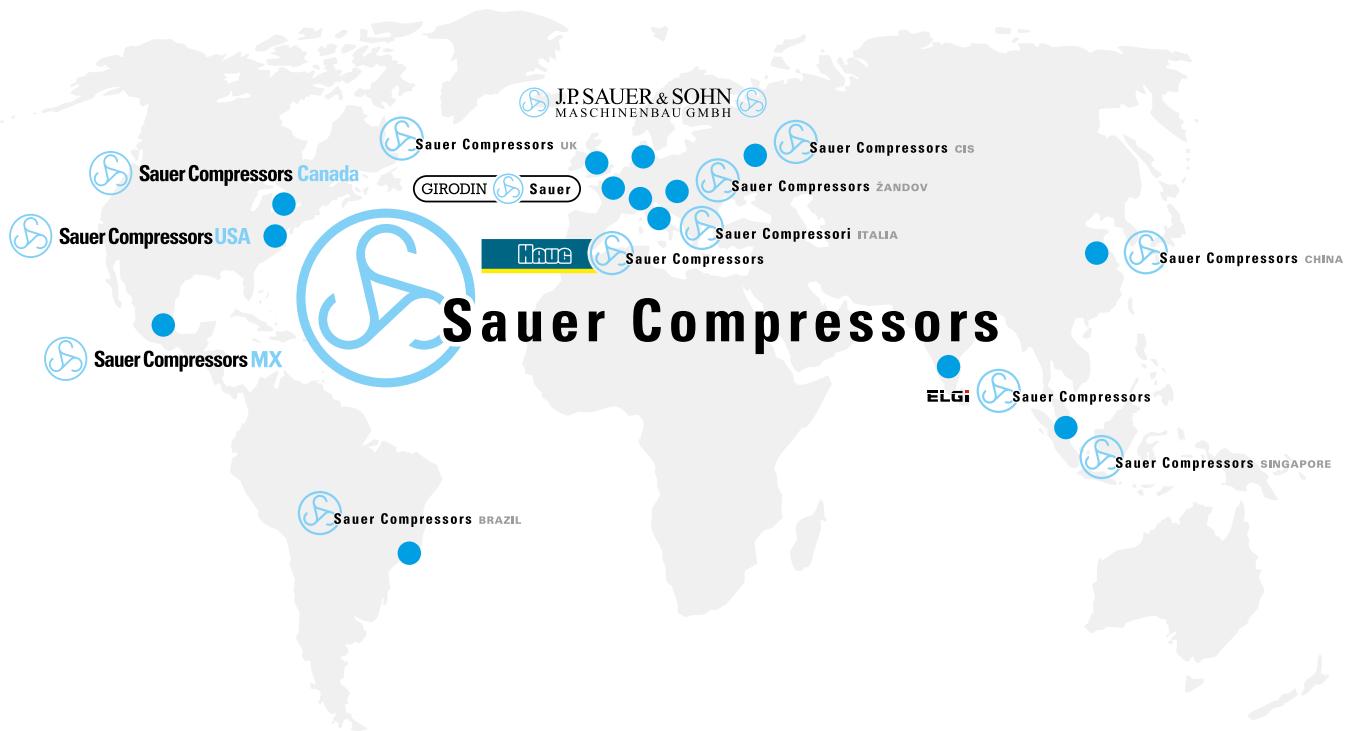 J.P. SAUER & SOHN
MASCHINENBAU GMBH
Sauer Compressors UK
Sauer Compressors CIS
Sauer Compressors Canada
GIRODIN Sauer
Sauer Compressors ŽANDOV
Sauer Compressors USA
Sauer Compressori ITALIA
HAUG Sauer Compressors
Sauer Compressors CHINA
Sauer Compressors
Sauer Compressors MX
ELGi Sauer Compressors
Sauer Compressors SINGAPORE
Sauer Compressors BRAZIL